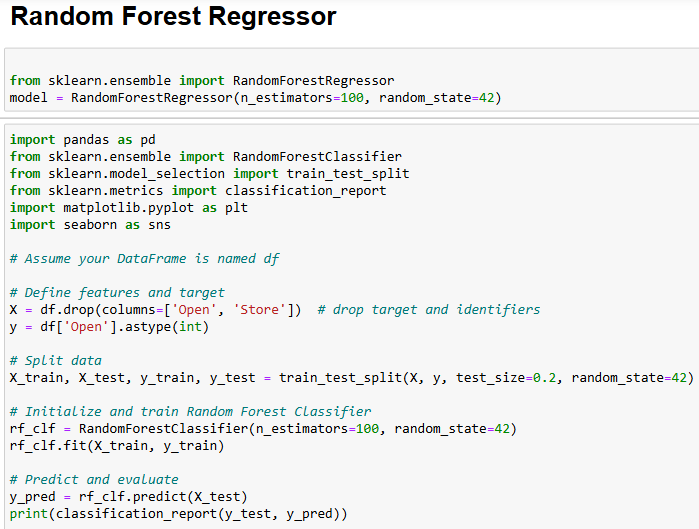 Random Forest Regressor
from sklearn.ensemble import RandomForestRegressor
model = RandomForestRegressor(n_estimators=100, random_state=42)
import pandas as pd
from sklearn.ensemble import RandomForestClassifier
from sklearn.model_selection import train_test_split
from sklearn.metrics import classification_report
import matplotlib.pyplot as plt
import seaborn as sns
# Assume your DataFrame is named df
# Define features and target
X = df.drop(columns=['Open', 'Store'])  # drop target and identifiers
y = df['Open'].astype(int)
# Split data
X_train, X_test, y_train, y_test = train_test_split(X, y, test_size=0.2, random_state=42)
# Initialize and train Random Forest Classifier
rf_clf = RandomForestClassifier(n_estimators=100, random_state=42)
rf_clf.fit(X_train, y_train)
# Predict and evaluate
y_pred = rf_clf.predict(X_test)
print(classification_report(y_test, y_pred))